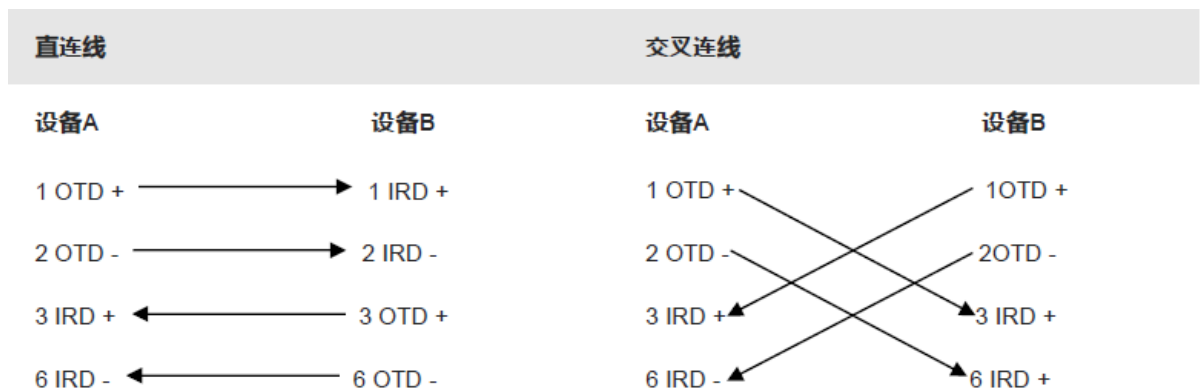 直连线 交叉连线
设备A 设备B 设备A 设备B
1 OTD + 1 IRD + 1 OTD + 1OTD +
2 OTD - 2 IRD - 2 OTD - 2OTD -
3 IRD + 3 OTD + 3 IRD + 3 IRD +
6 IRD - 6 OTD - 6 IRD - 6 IRD +